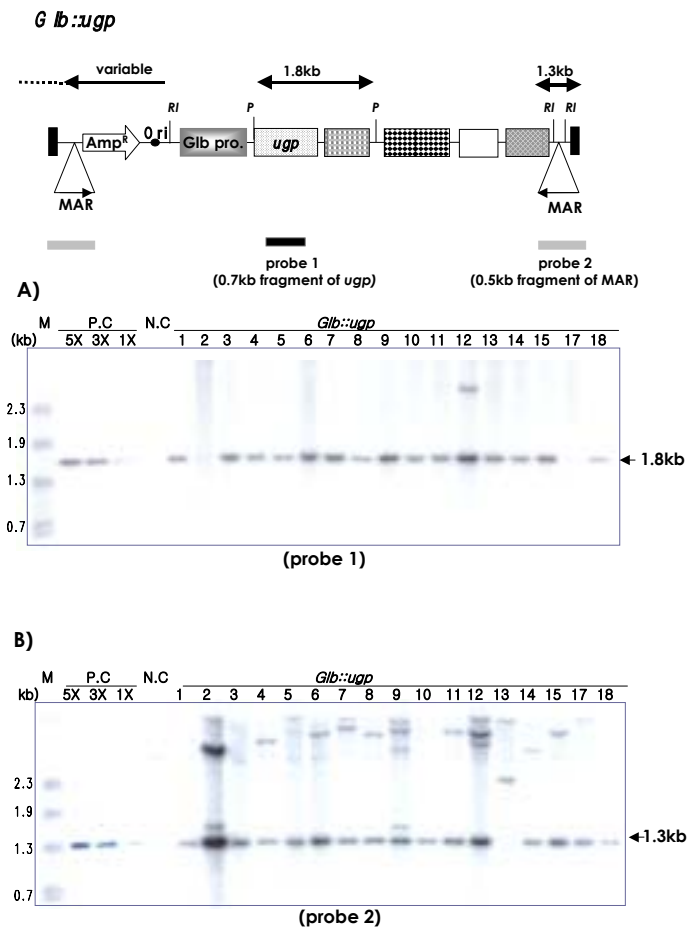 Glb::ugp
variable
1.8kb
1.3kb
RI P P RI RI
Amp^R Ori Glb pro. ugp
MAR MAR
probe 1
(0.7kb fragment of ugp)
probe 2
(0.5kb fragment of MAR)
A)
M P.C N.C Glb::ugp
(kb) 5X 3X 1X 1 2 3 4 5 6 7 8 9 10 11 12 13 14 15 17 18
2.3
1.9
1.3
0.7
1.8kb
(probe 1)
B)
M P.C N.C Glb::ugp
kb) 5X 3X 1X 1 2 3 4 5 6 7 8 9 10 11 12 13 14 15 17 18
2.3
1.9
1.3
0.7
1.3kb
(probe 2)